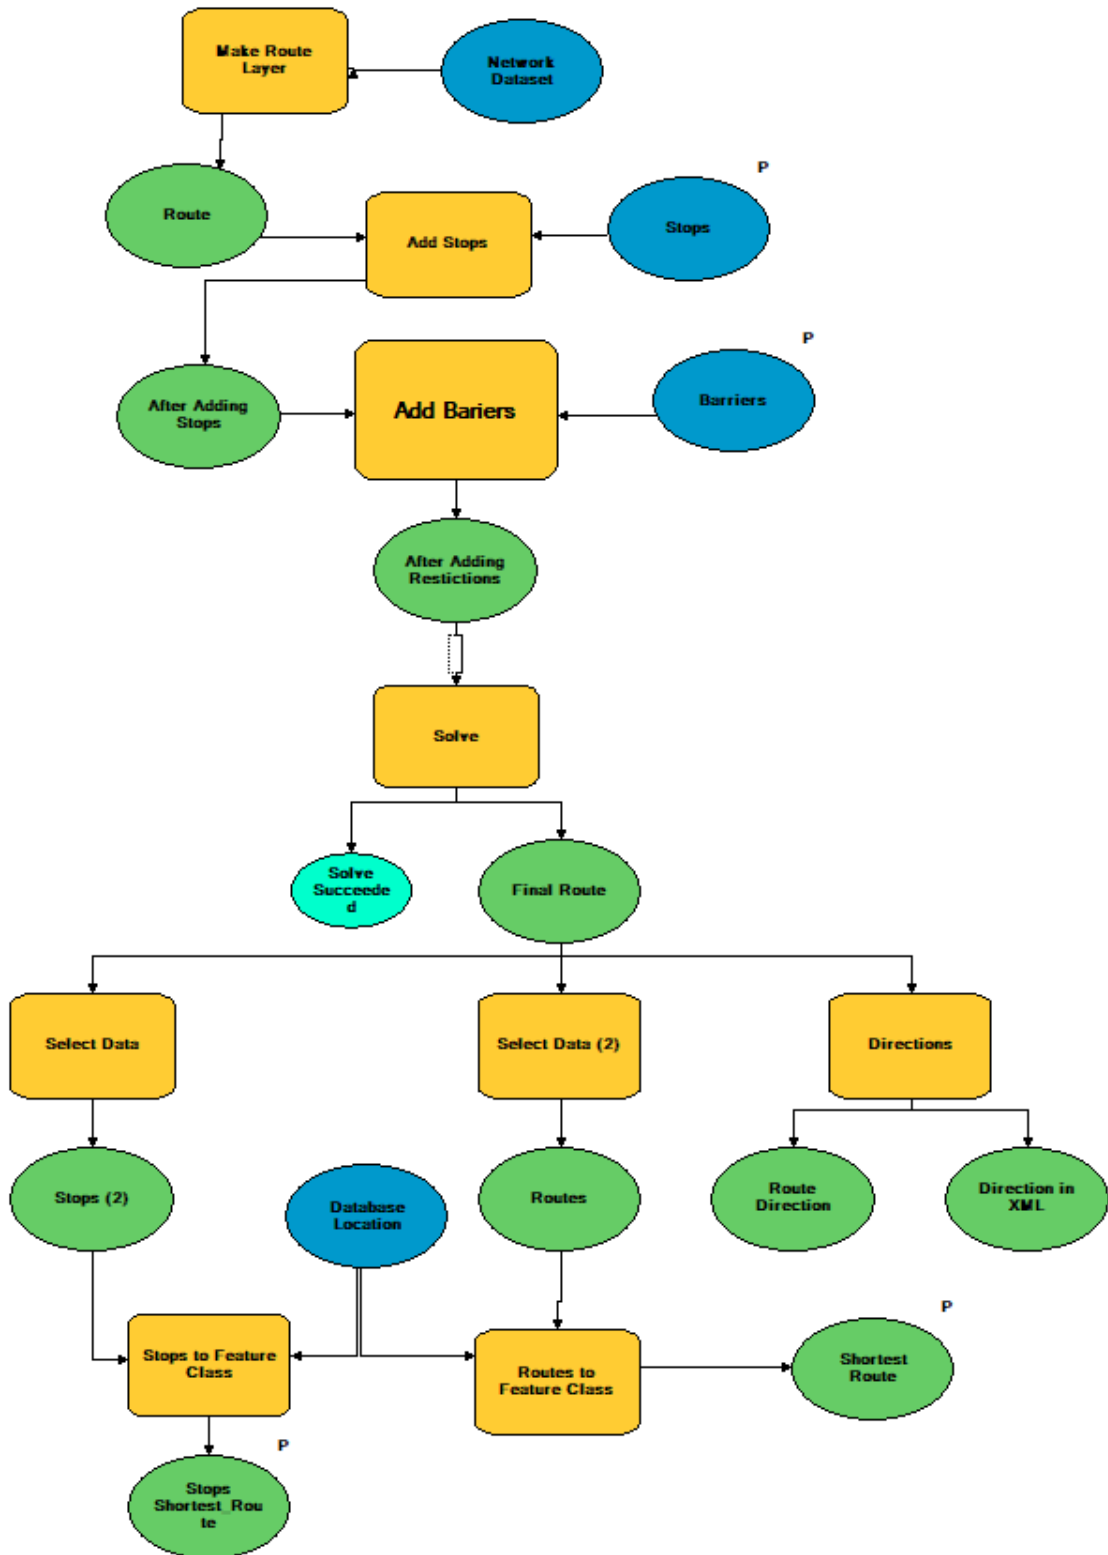 Make Route
Layer
Network
Dataset
P
Route
Add Stops
Stops
P
After Adding
Stops
Add Bariers
Barriers
After Adding
Restictions
Solve
Solve
Succeede
d
Final Route
Select Data
Select Data (2)
Directions
Stops (2)
Database
Location
Routes
Route
Direction
Direction in
XML
P
Stops to Feature
Class
Routes to
Feature Class
Shortest
Route
P
Stops
Shortest_Rou
te